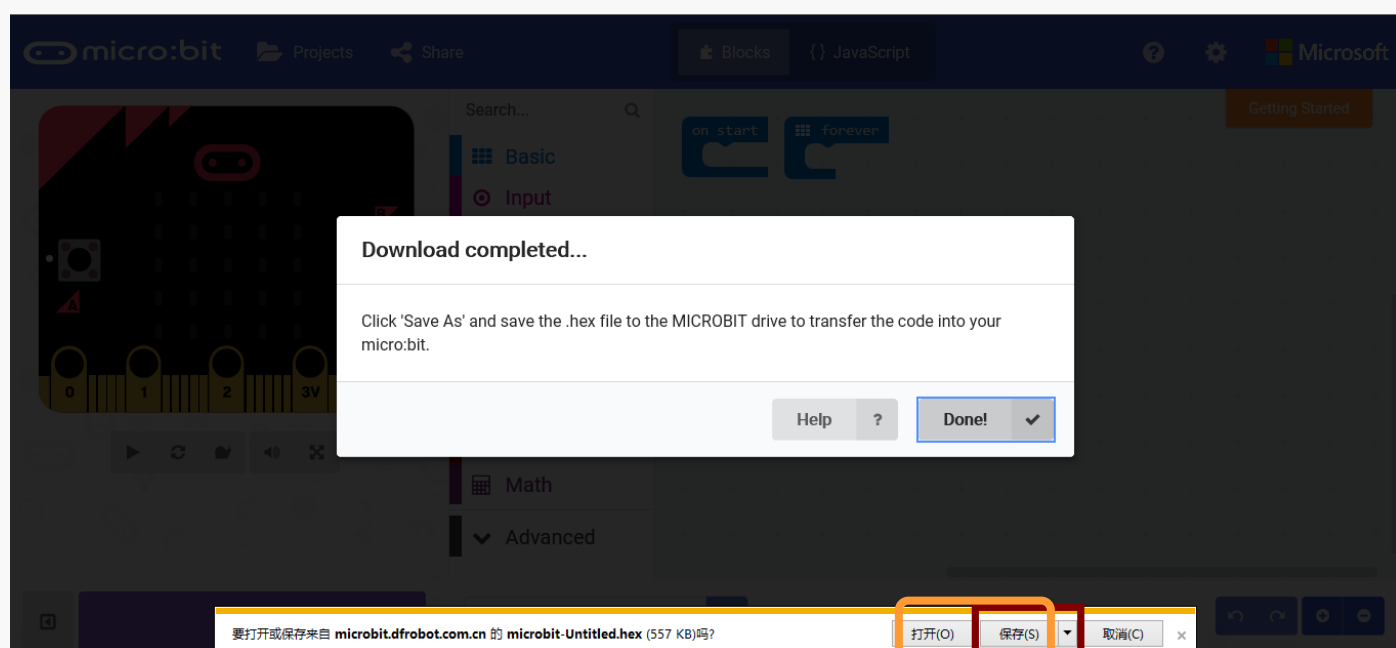 micro:bit Projects Share Blocks {} JavaScript ? Microsoft
Search... Getting Started
on start forever
Basic
Input
B
Download completed...
A
Click 'Save As' and save the .hex file to the MICROBIT drive to transfer the code into your
micro:bit.
0 1 2 3V
Help ? Done!
Math
Advanced
要打开或保存来自 microbit.dfrobot.com.cn 的 microbit-Untitled.hex (557 KB)吗? 打开(O) 保存(S) 取消(C) ×